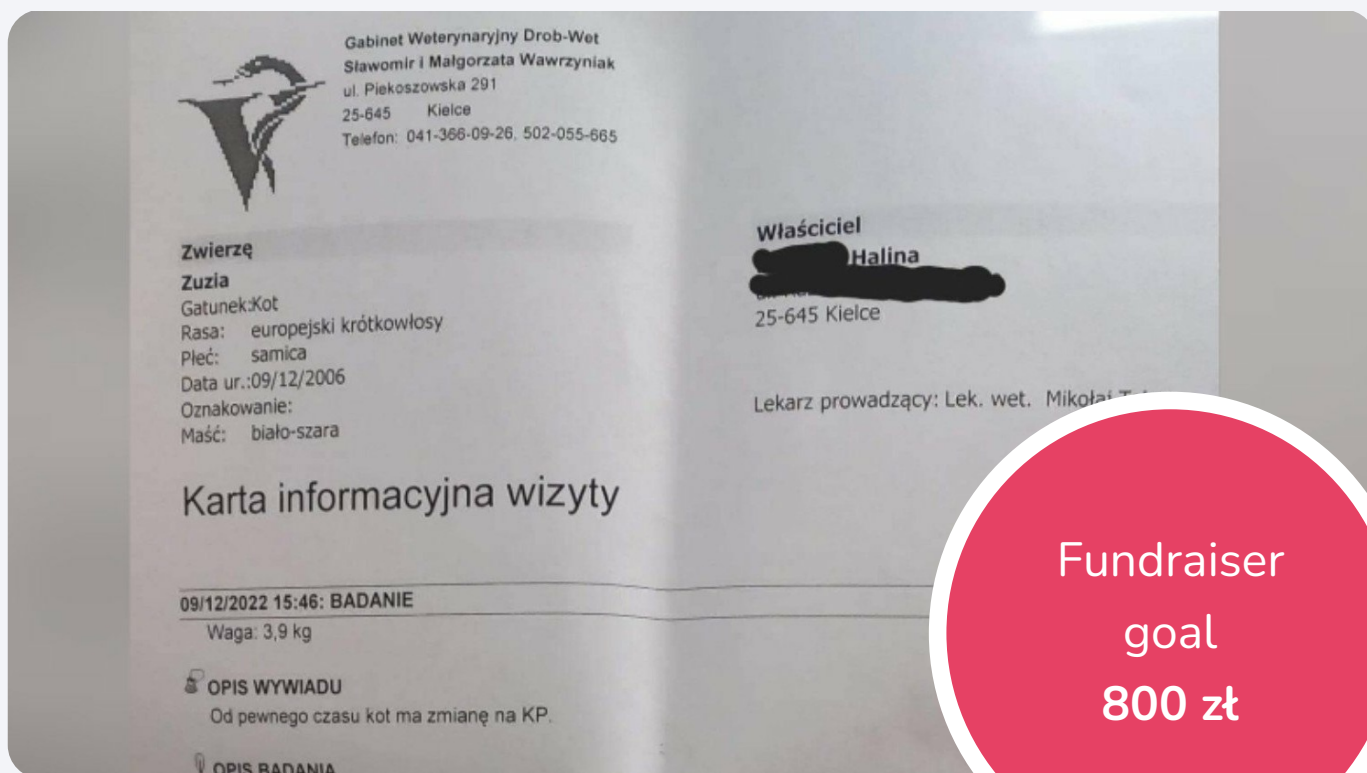 Gabinet Weterynaryjny Drob-Wet
Sławomir i Małgorzata Wawrzyniak
ul. Piekoszowska 291
25-645 Kielce
Telefon: 041-366-09-26, 502-055-665
Zwierzę
Zuzia
Gatunek:Kot
Rasa: europejski krótkowłosy
Płeć: samica
Data ur.:09/12/2006
Oznakowanie:
Maść: biało-szara
Właściciel
Halina
25-645 Kielce
Lekarz prowadzący: Lek. wet. Mikołaj
Karta informacyjna wizyty
09/12/2022 15:46: BADANIE
Waga: 3,9 kg
OPIS WYWIADU
Od pewnego czasu kot ma zmianę na KP.
OPIS BADANIA
Fundraiser
goal
800 zł